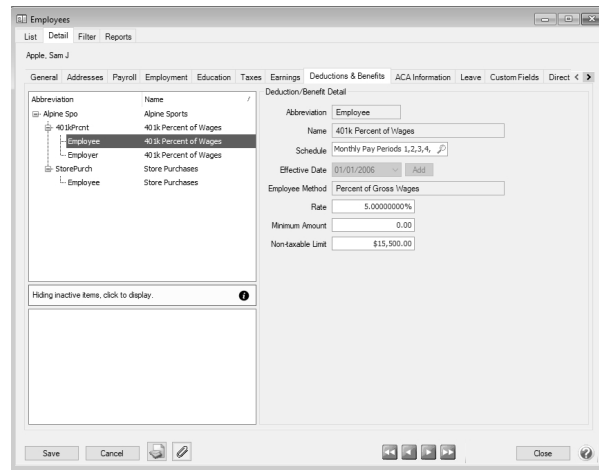 Employees
List Detail Filter Reports
Apple, Sam J
General Addresses Payroll Employment Education Taxes Earnings Deductions & Benefits ACA Information Leave Custom Fields Direct
Abbreviation Name /
Alpine Spo Alpine Sports
401kPrcnt 401k Percent of Wages
Employee 401k Percent of Wages
Employer 401k Percent of Wages
StorePurch Store Purchases
Employee Store Purchases
Hiding inactive items, click to display.
Deduction/Benefit Detail
Abbreviation Employee
Name 401k Percent of Wages
Schedule Monthly Pay Periods 1,2,3,4,
Effective Date 01/01/2006 Add
Employee Method Percent of Gross Wages
Rate 5.00000000%
Minimum Amount 0.00
Non-taxable Limit $15,500.00
Save Cancel Close